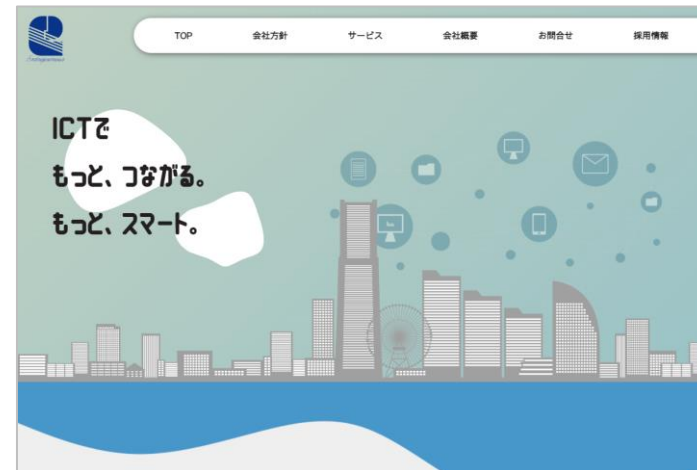 TOP
会社方針
サービス
会社概要
お問合せ
採用情報
ICTで
もっと、つながる。
もっと、スマート。